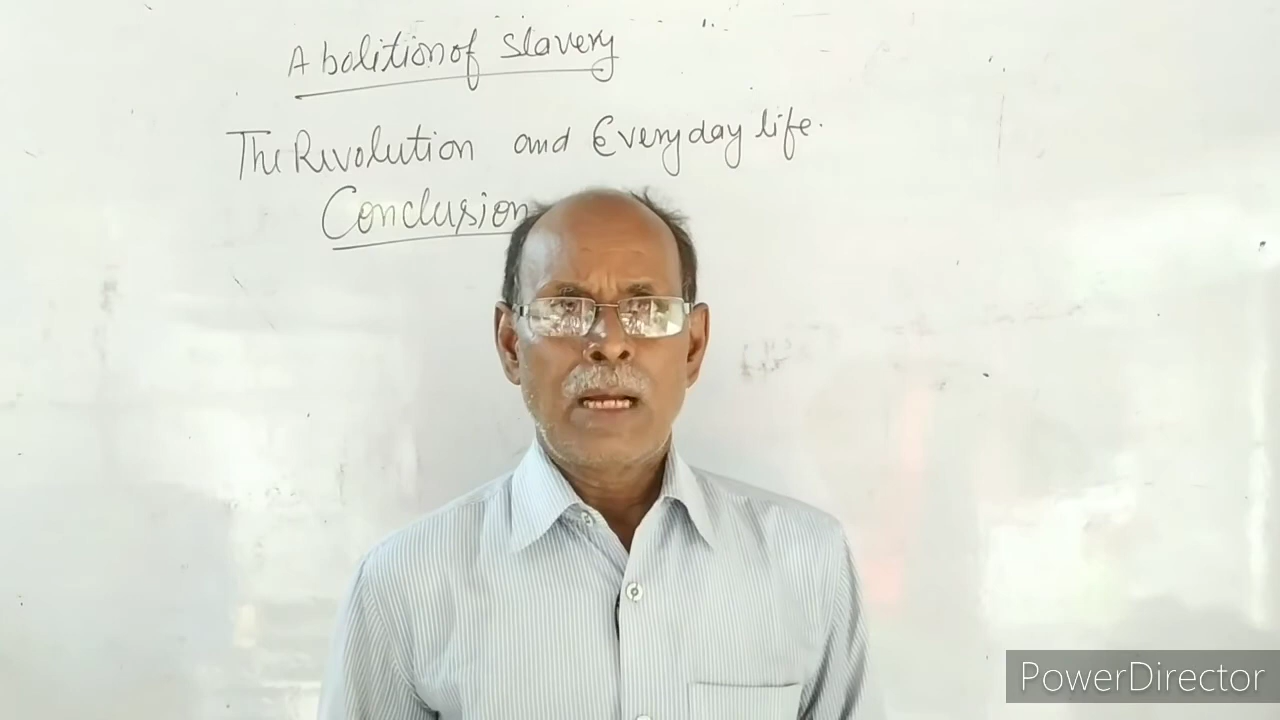 Abolition of Slavery
The Revolution and Everyday life.
Conclusion
PowerDirector